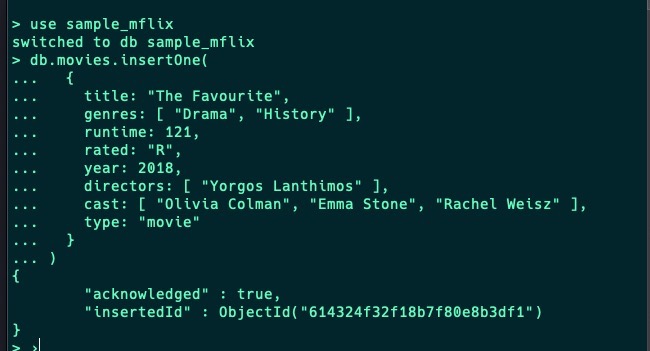 > use sample_mflix
switched to db sample_mflix
> db.movies.insertOne(
...   {
...     title: "The Favourite",
...     genres: [ "Drama", "History" ],
...     runtime: 121,
...     rated: "R",
...     year: 2018,
...     directors: [ "Yorgos Lanthimos" ],
...     cast: [ "Olivia Colman", "Emma Stone", "Rachel Weisz" ],
...     type: "movie"
...   }
... )
{
        "acknowledged" : true,
        "insertedId" : ObjectId("614324f32f18b7f80e8b3df1")
}
> ›